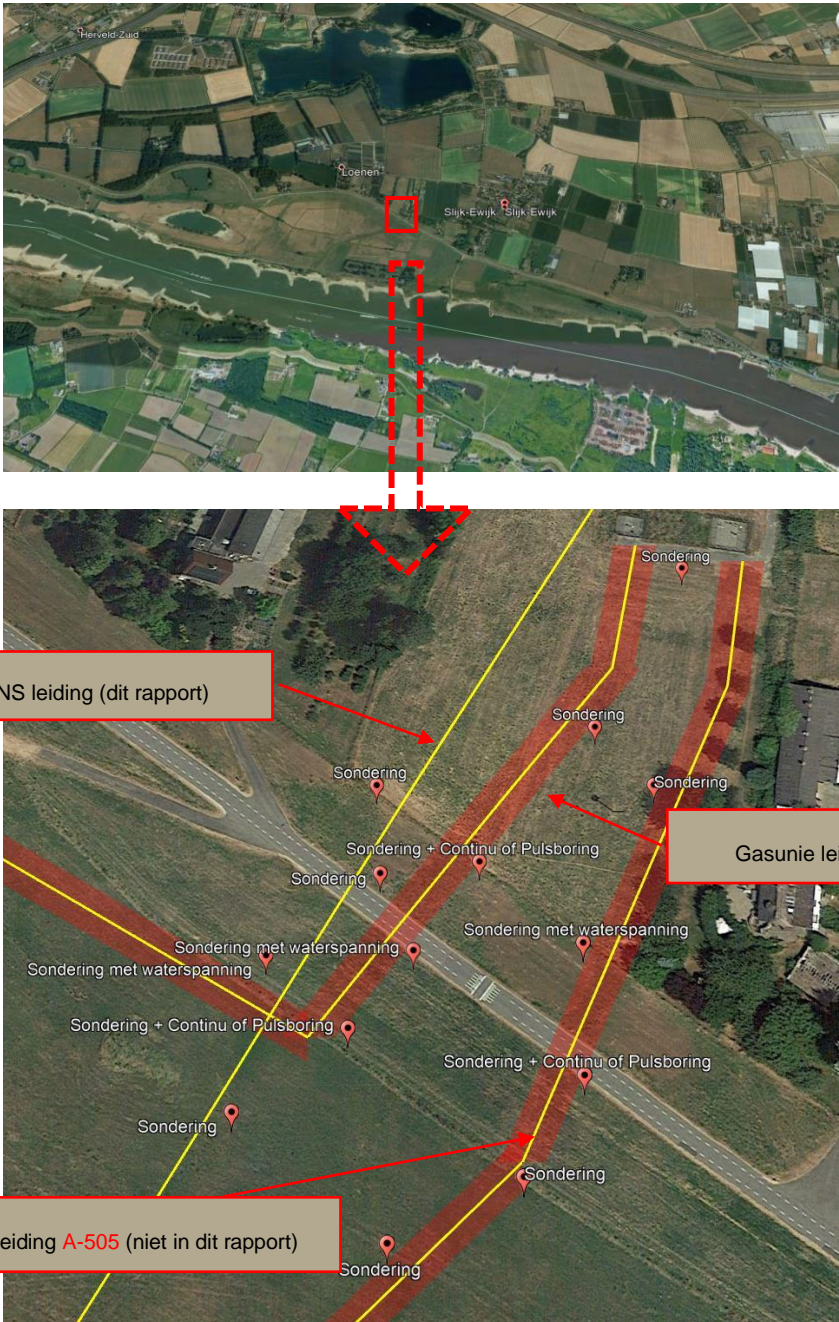 Herveld-Zuid
Loenen
Slijk-Ewijk Slijk-Ewijk
Sondering
NS leiding (dit rapport)
Sondering
Sondering
Sondering
Sondering + Continu of Pulsboring
Gasunie lei
Sondering
Sondering met waterspanning
Sondering met waterspanning
Sondering met waterspanning
Sondering + Continu of Pulsboring
Sondering + Continu of Pulsboring
Sondering
Sondering
eiding A-505 (niet in dit rapport)
Sondering